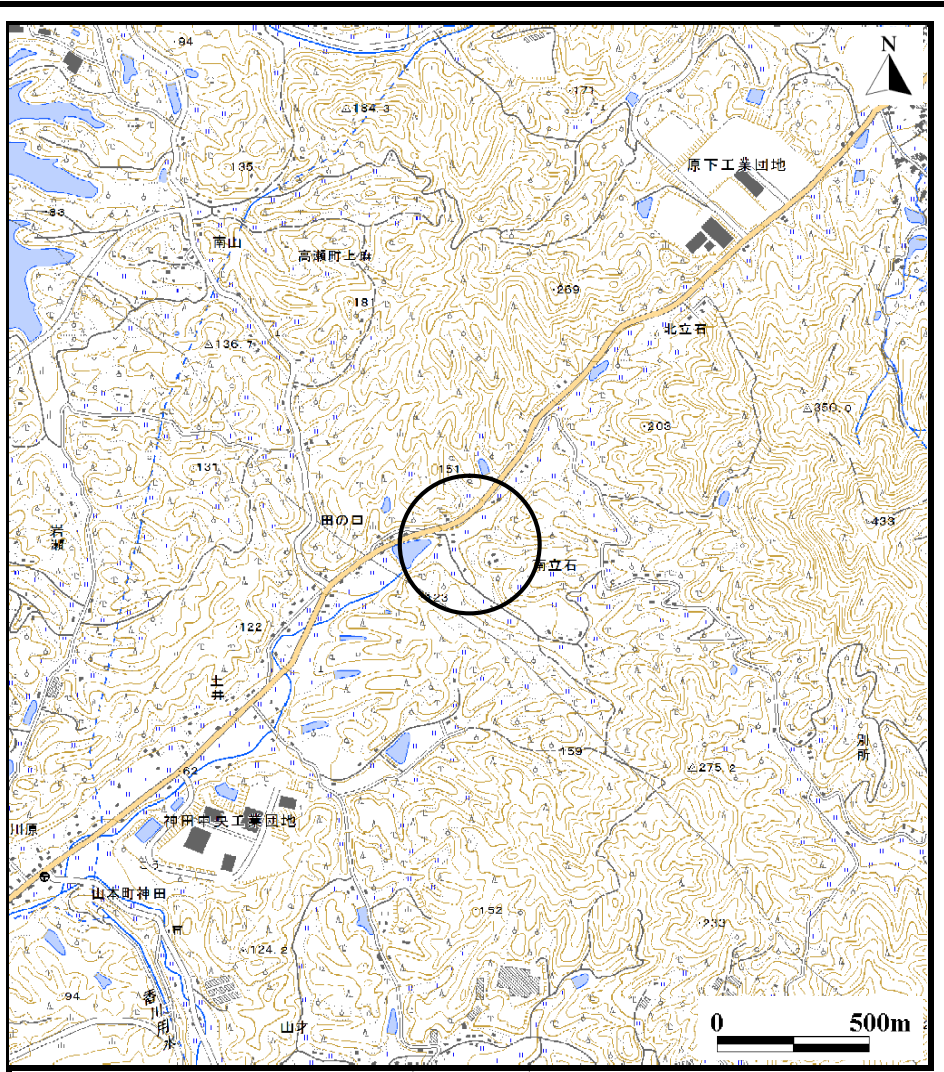 94
N
184.3
171
原下工業団地
135
83
南山
高瀬町上麻
269
181
北立石
136.7
350.0
203
151
131
田の口
433
岩瀬
南立石
123
122
土井
別所
159
275.2
62
神田中央工業団地
川原
山本町神田
152
233
124.2
94
香川用水
山才
0 500m